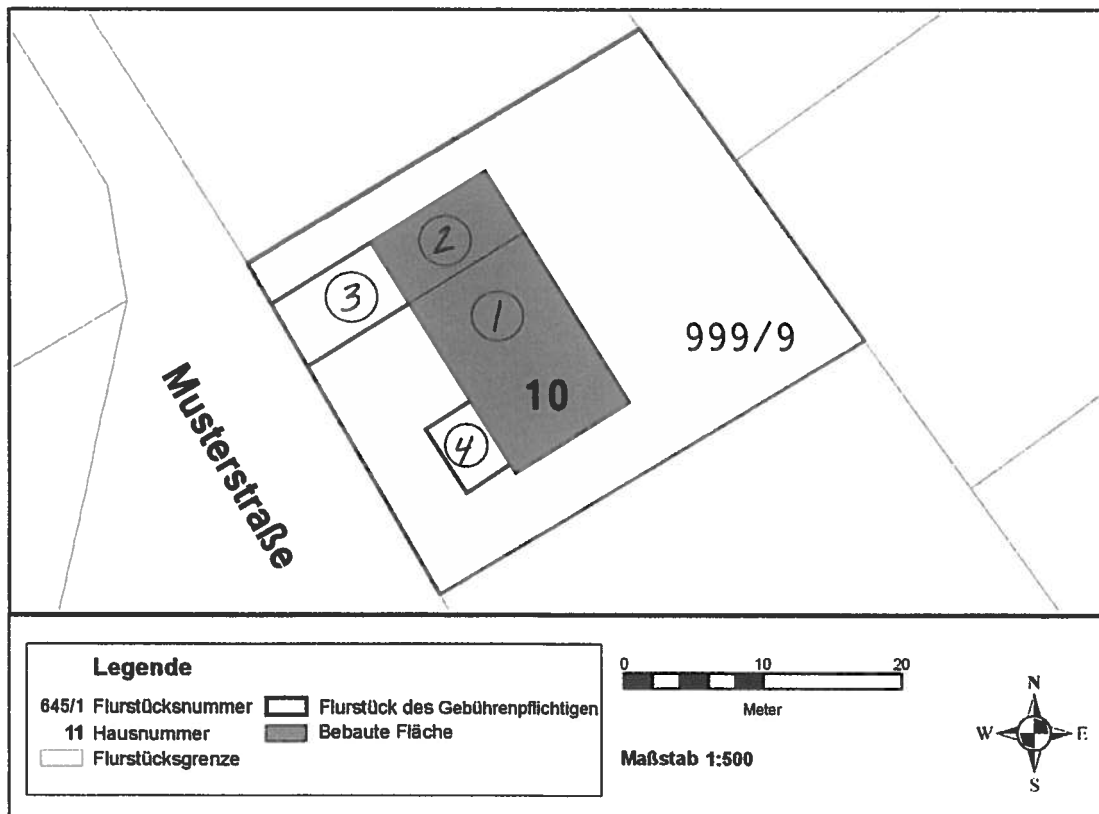 2
3
1
999/9
10
4
Musterstraße
Legende
645/1 Flurstücksnummer
Flurstück des Gebührenpflichtigen
11 Hausnummer
Bebaute Fläche
Flurstücksgrenze
0 10 20
Meter
Maßstab 1:500
N
W E
S